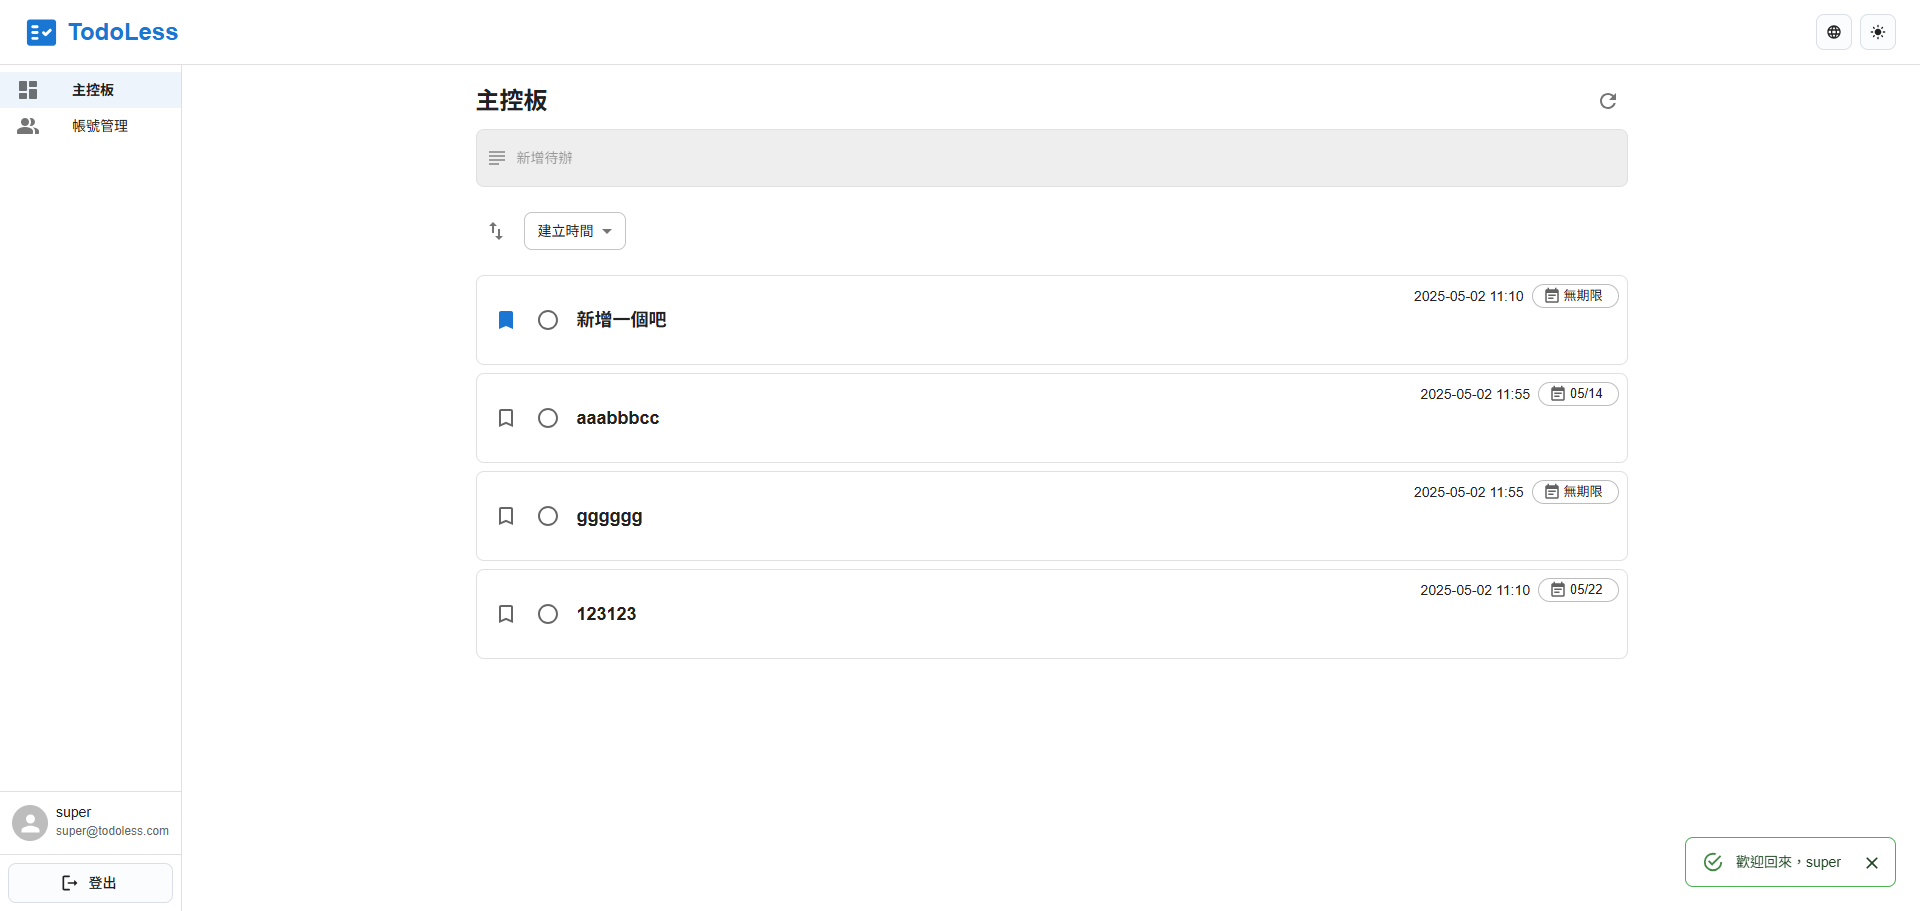 TodoLess
主控板
帳號管理
主控板
新增待辦
建立時間
2025-05-02 11:10 無期限
新增一個吧
2025-05-02 11:55 05/14
aaabbbcc
2025-05-02 11:55 無期限
gggggg
2025-05-02 11:10 05/22
123123
super
super@todoless.com
登出
歡迎回來，super